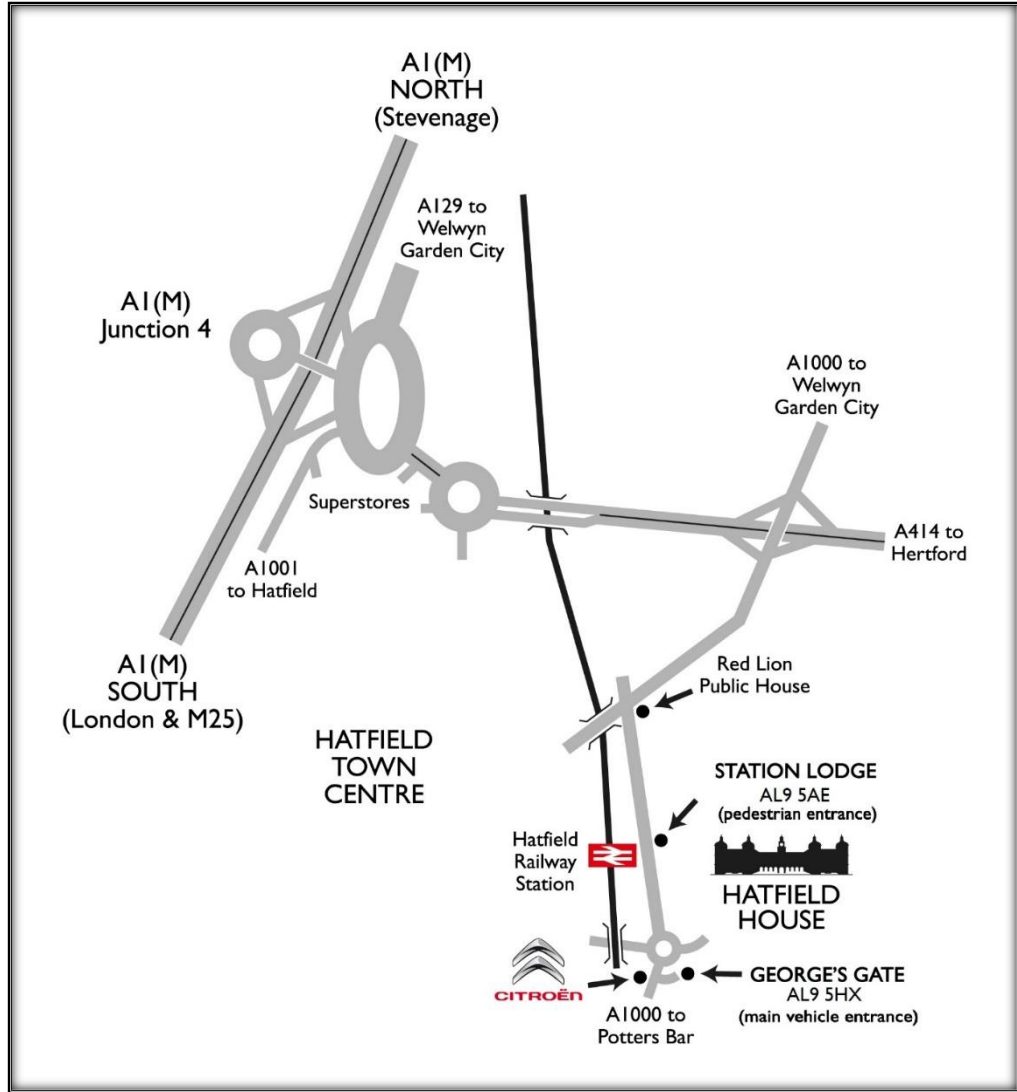 A1(M)
NORTH
(Stevenage)
A129 to
Welwyn
Garden City
A1(M)
Junction 4
A1000 to
Welwyn
Garden City
Superstores
A414 to
Hertford
A1001
to Hatfield
A1(M)
SOUTH
(London & M25)
Red Lion
Public House
HATFIELD
TOWN
CENTRE
STATION LODGE
AL9 5AE
(pedestrian entrance)
Hatfield
Railway
Station
HATFIELD
HOUSE
CITROËN
GEORGE'S GATE
AL9 5HX
(main vehicle entrance)
A1000 to
Potters Bar